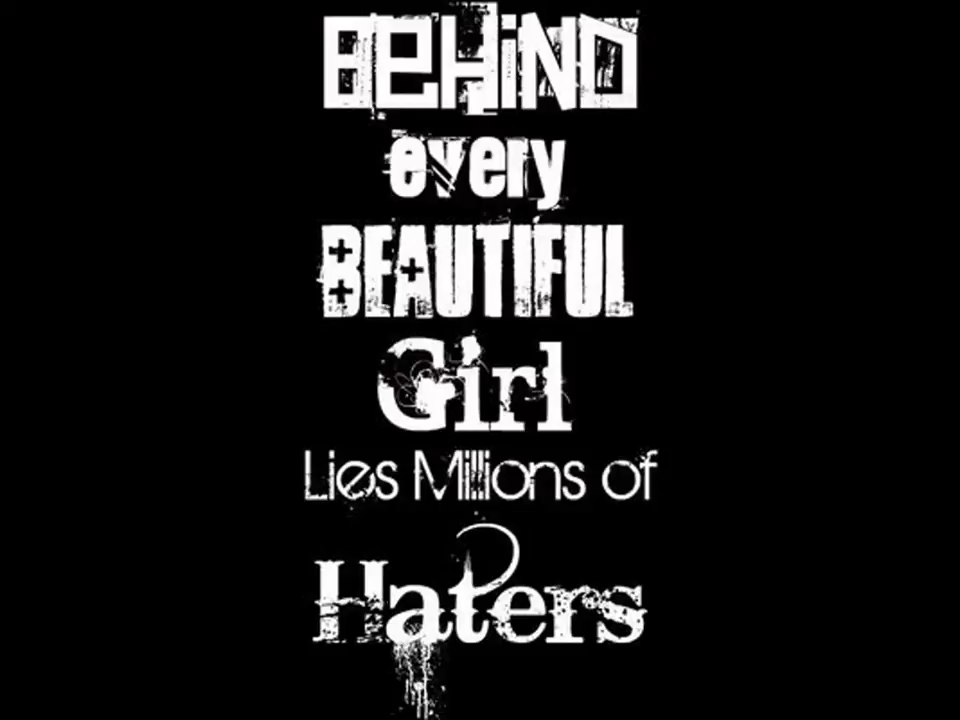 BeHiND
every
BEAUTIFUL
Girl
Lies Millions of
Haters